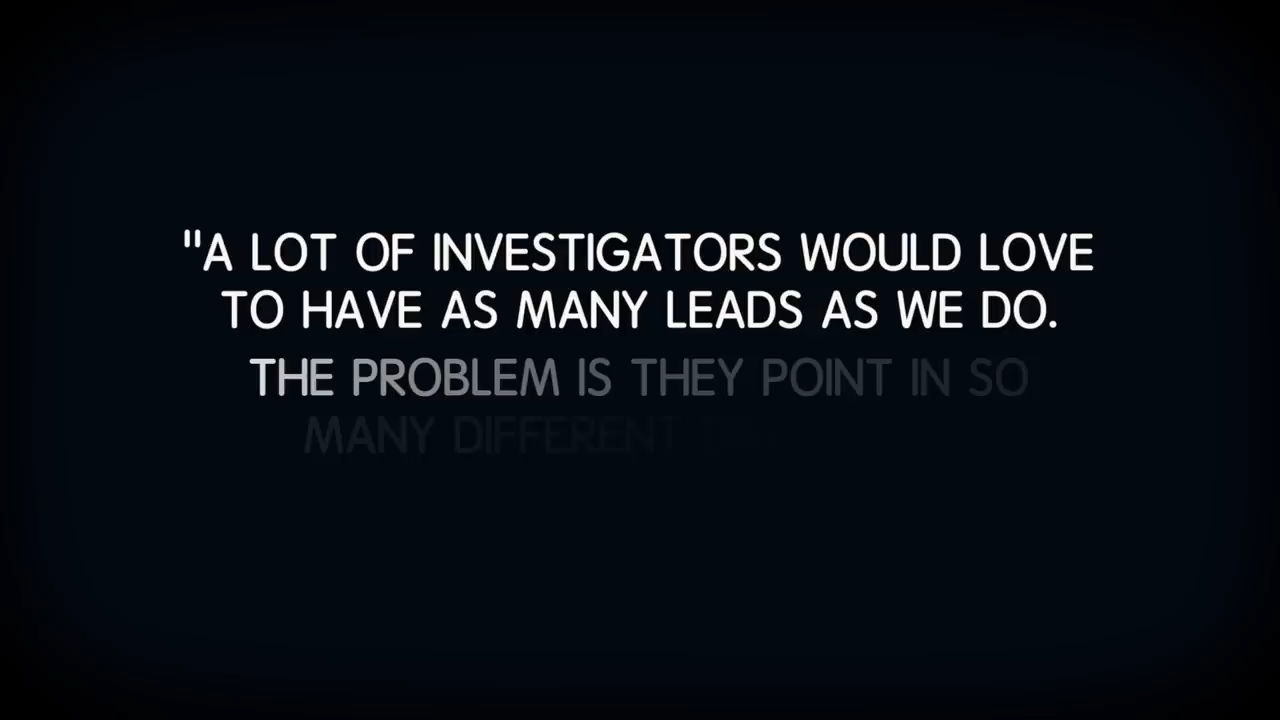 "A LOT OF INVESTIGATORS WOULD LOVE
TO HAVE AS MANY LEADS AS WE DO.
THE PROBLEM IS THEY POINT IN SO
MANY DIFFERENT